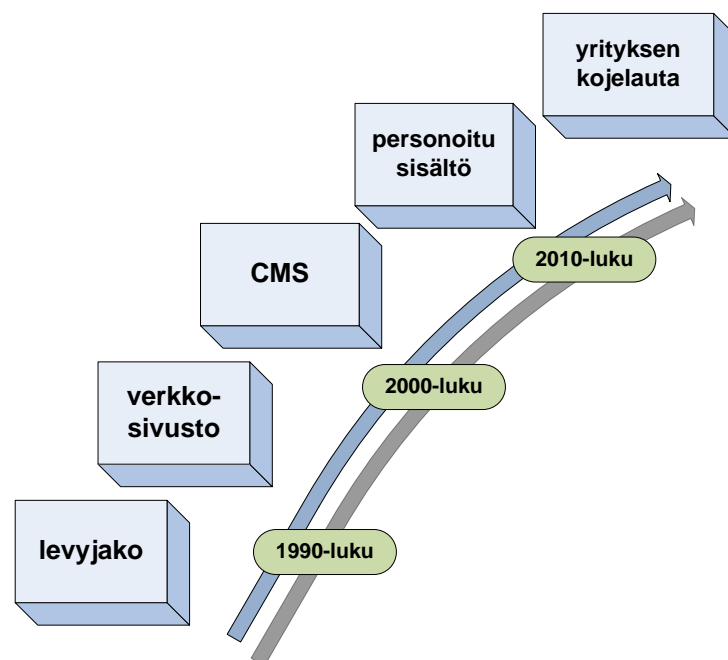 yrityksen
kojelauta
personoitu
sisältö
2010-luku
CMS
2000-luku
verkko-
sivusto
levyjako
1990-luku